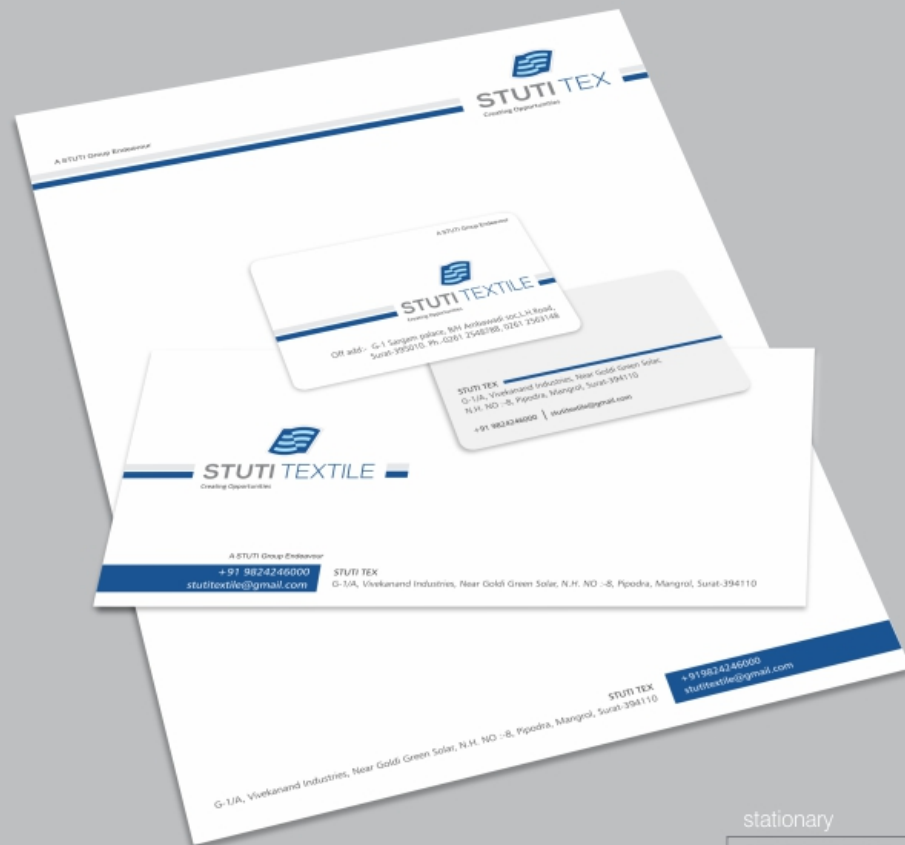 STUTI TEX
Creating Opportunities
A STUTI Group Endeavour
A STUTI Group Endeavour
STUTI TEXTILE
Creating Opportunities
Off add:- G-1 Sangam palace, B/H Ambawadi soc,L.H.Road,
Surat-395010. Ph.-0261 2548788, 0261 2563148
STUTI TEX
G-1/A, Vivekanand Industries, Near Goldi Green Solar,
N.H. NO :-8, Pipodra, Mangrol, Surat-394110
+91 9824246000 | stutitextile@gmail.com
STUTI TEXTILE
Creating Opportunities
A STUTI Group Endeavour
+91 9824246000
stutitextile@gmail.com
STUTI TEX
G-1/A, Vivekanand Industries, Near Goldi Green Solar, N.H. NO :-8, Pipodra, Mangrol, Surat-394110
+919824246000
stutitextile@gmail.com
STUTI TEX
G-1/A, Vivekanand Industries, Near Goldi Green Solar, N.H. NO :-8, Pipodra, Mangrol, Surat-394110
stationary